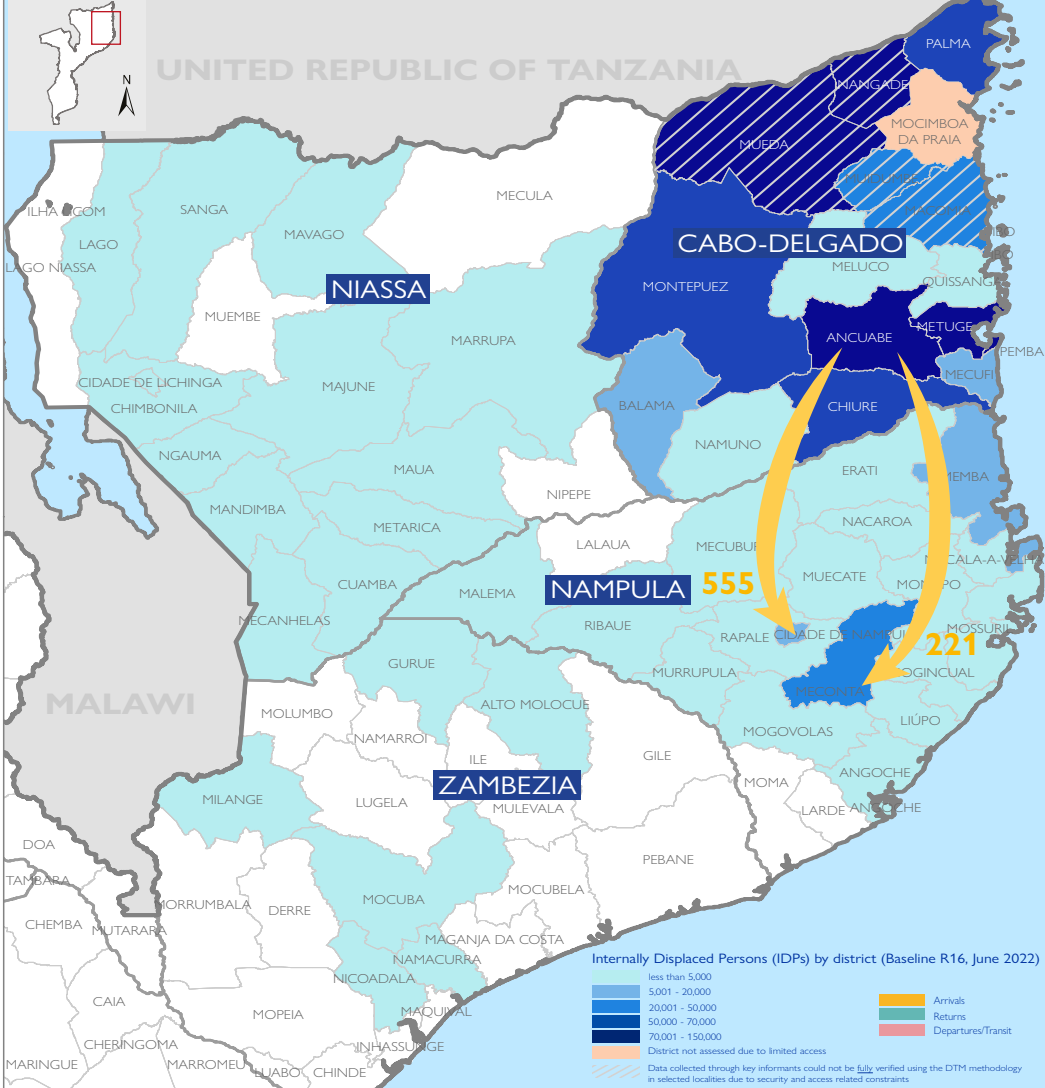 N
UNITED REPUBLIC OF TANZANIA
PALMA
NANGADE
MOCIMBOA
DA PRAIA
MUEDA
MECULA
ILHA LICOM
SANGA
MAVAGO
LAGO
LAGO NIASSA
CABO-DELGADO
MELUCO
QUISSANGA
NIASSA
MONTEPUEZ
MUEMBE
MARRUPA
ANCUABE
METUGE
PEMBA
MECUFI
CIDADE DE LICHINGA
MAJUNE
CHIMBONILA
BALAMA
CHIURE
NGAUMA
NAMUNO
MAUA
ERATI
MEMBA
NIPEPE
MANDIMBA
METARICA
NACAROA
LALAUA
MECUBURI
CUAMBA
MALEMA
NAMPULA
555
MUECATE
MECANHELAS
RIBAUE
RAPALE
CIDADE DE NAMPUL
MOSSURIL
221
GURUE
MURRUPULA
OGINCUAL
MECONTA
MALAWI
ALTO MOLOCUE
MOLUMBO
LIÚPO
NAMARROI
MOGOVOLAS
ILE
GILE
ZAMBEZIA
ANGOCHE
MOMA
MILANGE
LUGELA
MULEVALA
LARDE
ANGOCHE
DOA
PEBANE
TAMBARA
MOCUBA
MOCUBELA
MORRUMBALA
DERRE
CHEMBA
MUTARARA
MAGANJA DA COSTA
NAMACURRA
NICOADALA
CAIA
MOPEIA
MAQUIVAL
CHERINGOMA
INHASSUNGE
MARINGUE
MARROMEU
LUABO
CHINDE
Internally Displaced Persons (IDPs) by district (Baseline R16, June 2022)
less than 5,000
5,001 - 20,000
20,001 - 50,000
50,000 - 70,000
70,001 - 150,000
District not assessed due to limited access
Data collected through key informants could not be fully verified using the DTM methodology
in selected localities due to security and access related constraints
Arrivals
Returns
Departures/Transit